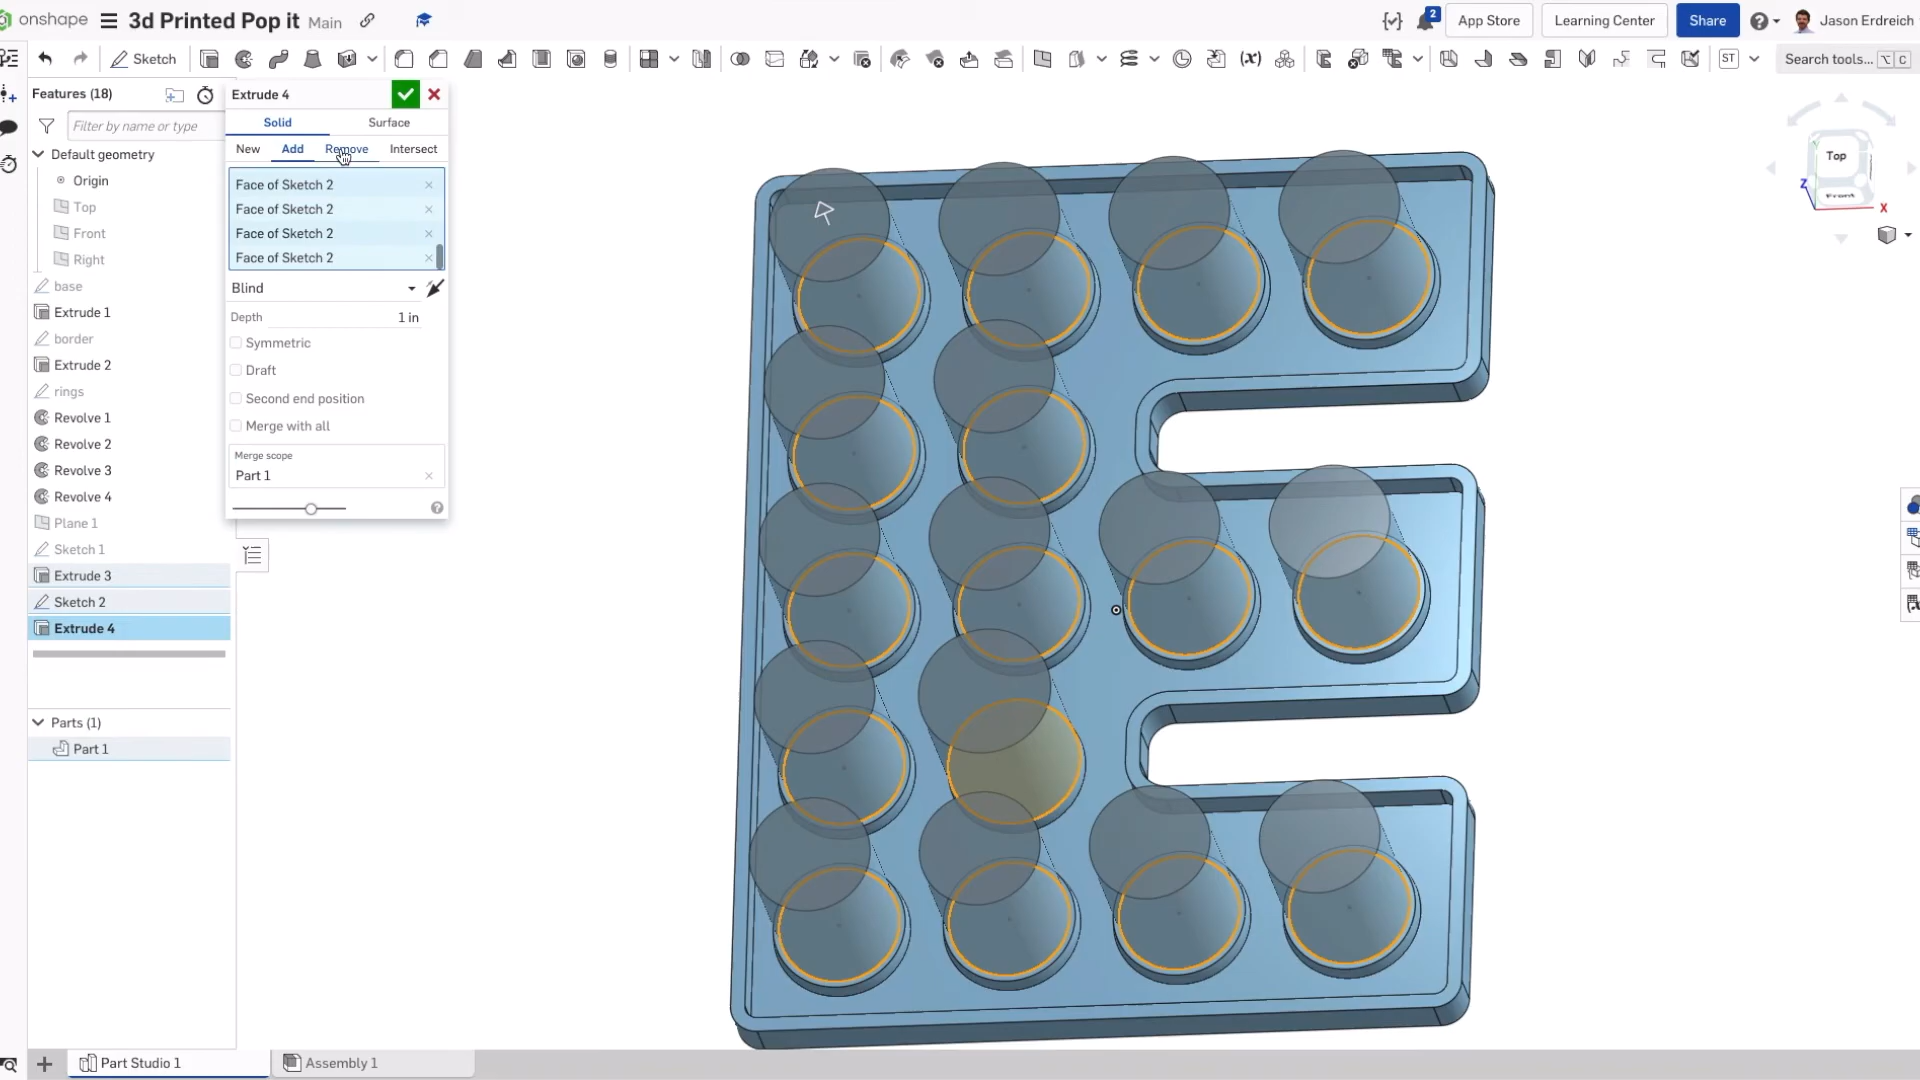 onshape
3d Printed Pop it
Main
2
App Store
Learning Center
Share
Jason Erdreich
Sketch
ST
Search tools...
⌥ C
Features (18)
Filter by name or type
Default geometry
Origin
Top
Front
Right
base
Extrude 1
border
Extrude 2
rings
Revolve 1
Revolve 2
Revolve 3
Revolve 4
Plane 1
Sketch 1
Extrude 3
Sketch 2
Extrude 4
Parts (1)
Part 1
Extrude 4
Solid
Surface
New
Add
Remove
Intersect
Face of Sketch 2
Face of Sketch 2
Face of Sketch 2
Face of Sketch 2
Blind
Depth
1 in
Symmetric
Draft
Second end position
Merge with all
Merge scope
Part 1
Top
Front
Z
X
Part Studio 1
Assembly 1